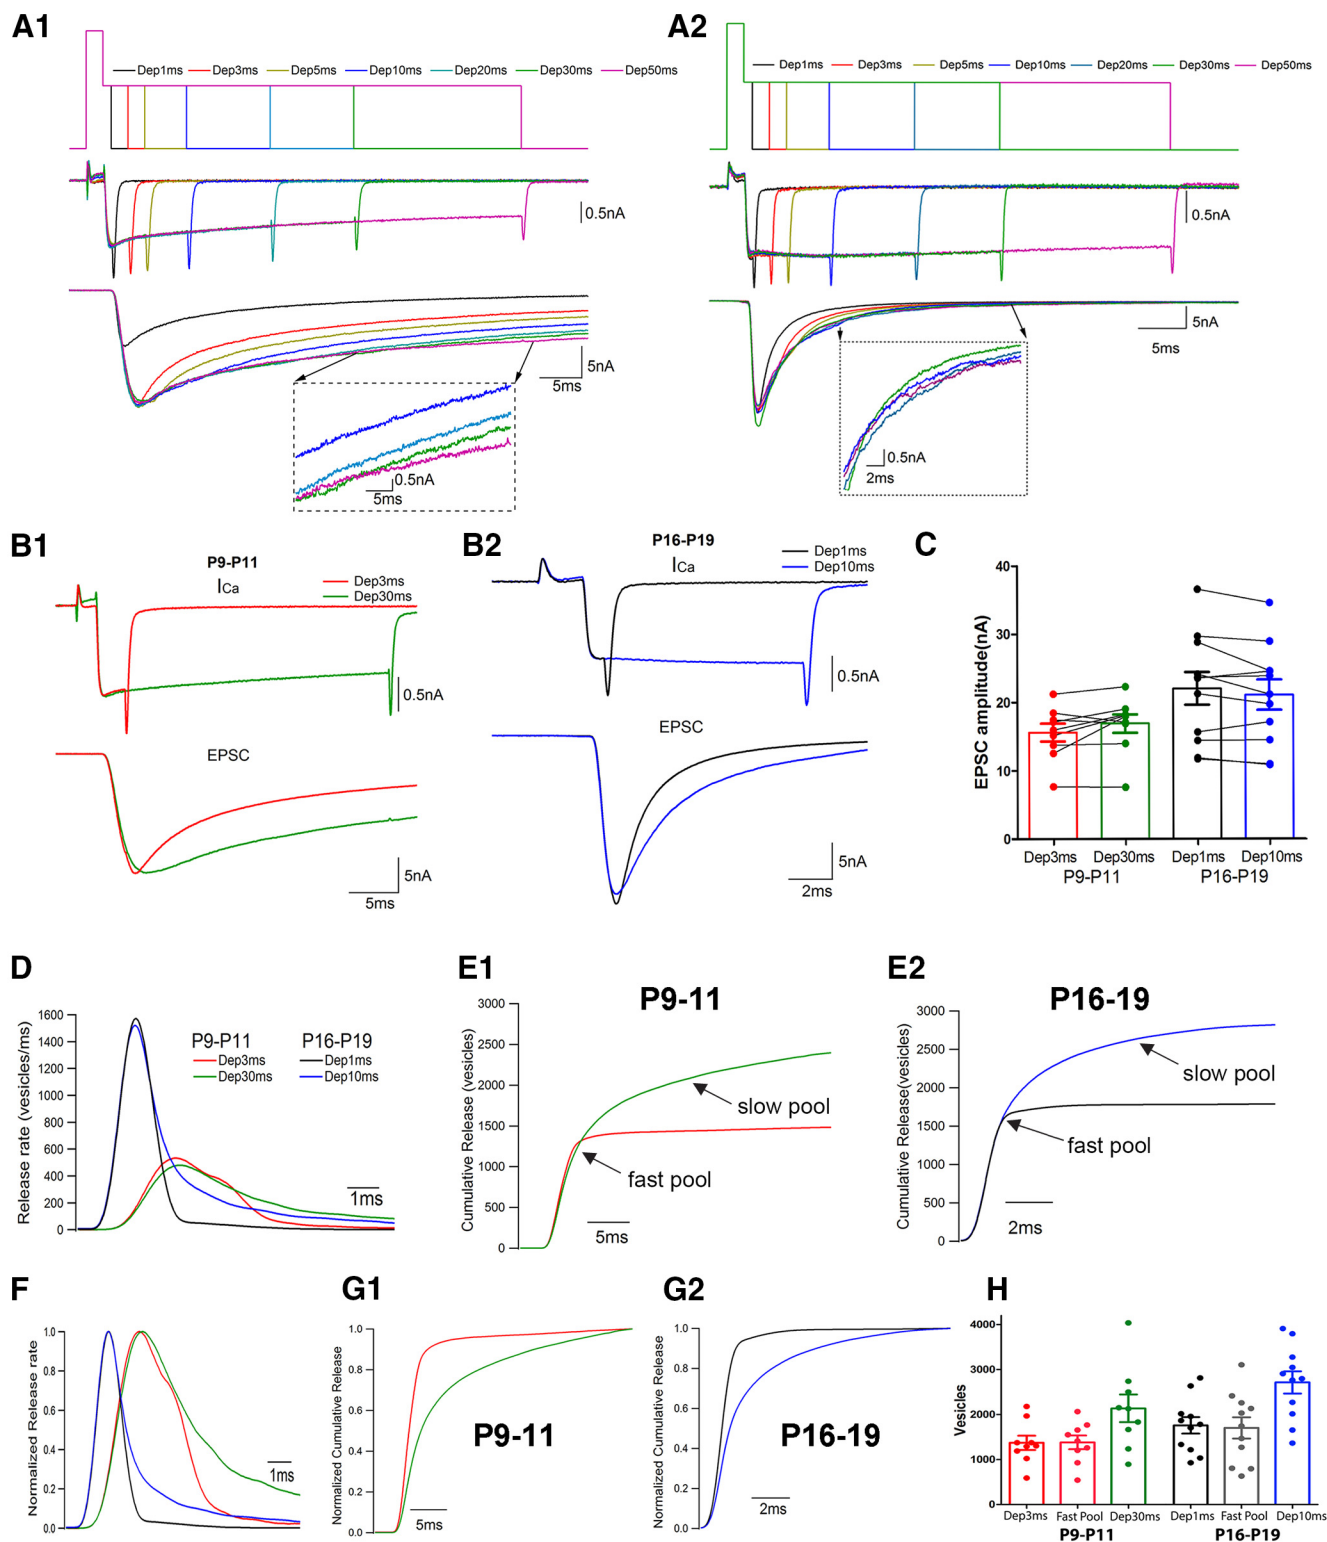 A1
Dep1ms Dep3ms Dep5ms Dep10ms Dep20ms Dep30ms Dep50ms
0.5nA
5nA
5ms
0.5nA
5ms
A2
Dep1ms Dep3ms Dep5ms Dep10ms Dep20ms Dep30ms Dep50ms
0.5nA
5nA
5ms
0.5nA
2ms
B1
P9-P11
ICa
Dep3ms
Dep30ms
0.5nA
EPSC
5nA
5ms
B2
P16-P19
ICa
Dep1ms
Dep10ms
0.5nA
EPSC
5nA
2ms
C
EPSC amplitude(nA)
40
30
20
10
0
Dep3ms Dep30ms Dep1ms Dep10ms
P9-P11 P16-P19
D
Release rate (vesicles/ms)
1600
1400
1200
1000
800
600
400
200
0
P9-P11 P16-P19
Dep3ms Dep1ms
Dep30ms Dep10ms
1ms
E1
P9-11
Cumulative Release (vesicles)
3000
2500
2000
1500
1000
500
0
slow pool
fast pool
5ms
E2
P16-19
Cumulative Release(vesicles)
3000
2500
2000
1500
1000
500
0
slow pool
fast pool
2ms
F
Normalized Release rate
1.0
0.8
0.6
0.4
0.2
0.0
1ms
G1
Normalized Cumulative Release
1.0
0.8
0.6
0.4
0.2
0.0
P9-11
5ms
G2
Normalized Cumulative Release
1.0
0.8
0.6
0.4
0.2
0.0
P16-19
2ms
H
Vesicles
4000
3000
2000
1000
0
Dep3ms Fast Pool Dep30ms Dep1ms Fast Pool Dep10ms
P9-P11 P16-P19